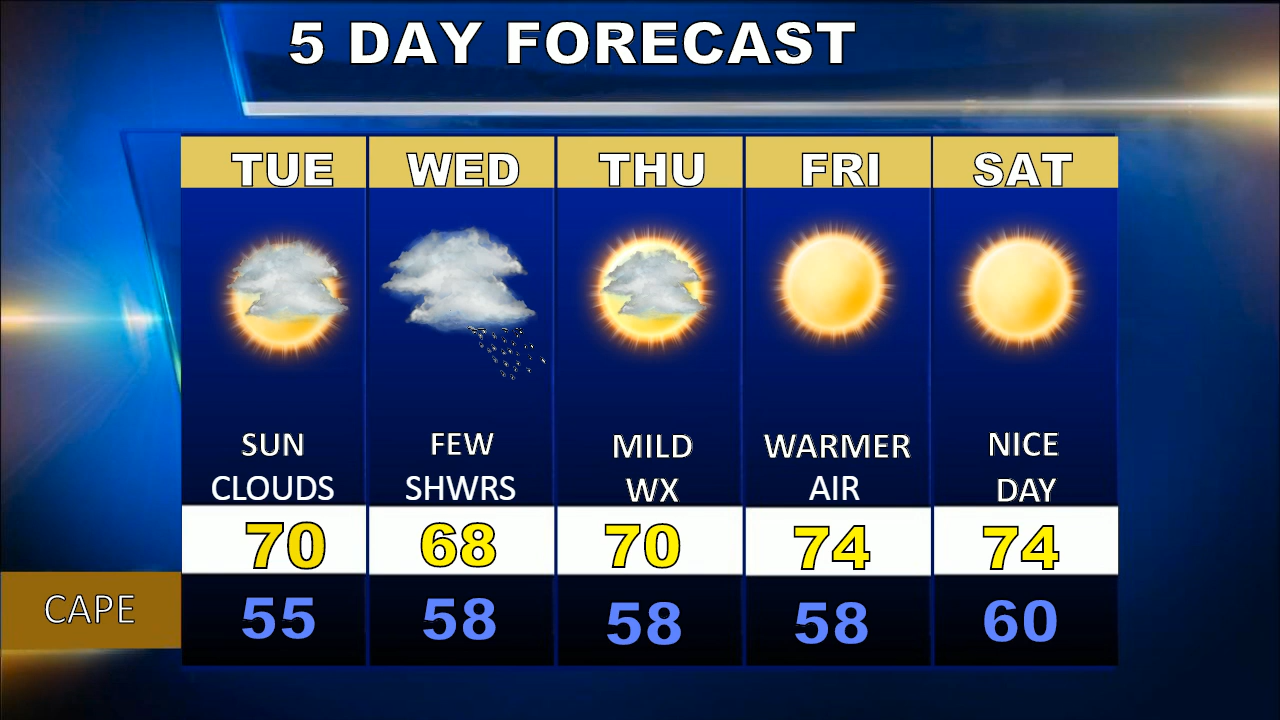 5 DAY FORECAST
TUE WED THU FRI SAT
SUN FEW MILD WARMER NICE
CLOUDS SHWRS WX AIR DAY
70 68 70 74 74
CAPE 55 58 58 58 60